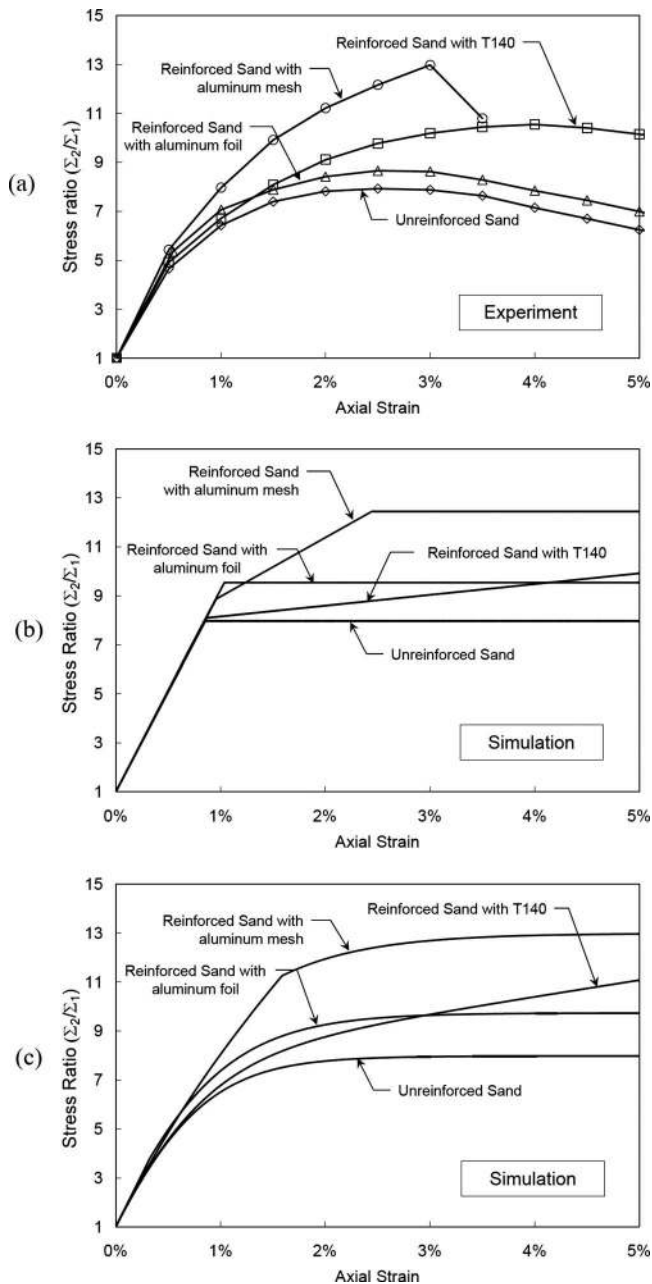 (a)
Stress ratio (Σ2/Σ1)
15
13
11
9
7
5
3
1
Reinforced Sand with T140
Reinforced Sand with
aluminum mesh
Reinforced Sand
with aluminum foil
Unreinforced Sand
Experiment
0%
1%
2%
3%
4%
5%
Axial Strain
(b)
Stress Ratio (Σ2/Σ1)
15
13
11
9
7
5
3
1
Reinforced Sand
with aluminum mesh
Reinforced Sand with
aluminum foil
Reinforced Sand with T140
Unreinforced Sand
Simulation
0%
1%
2%
3%
4%
5%
Axial Strain
(c)
Stress Ratio (Σ2/Σ1)
15
13
11
9
7
5
3
1
Reinforced Sand with T140
Reinforced Sand with
aluminum mesh
Reinforced Sand with
aluminum foil
Unreinforced Sand
Simulation
0%
1%
2%
3%
4%
5%
Axial Strain